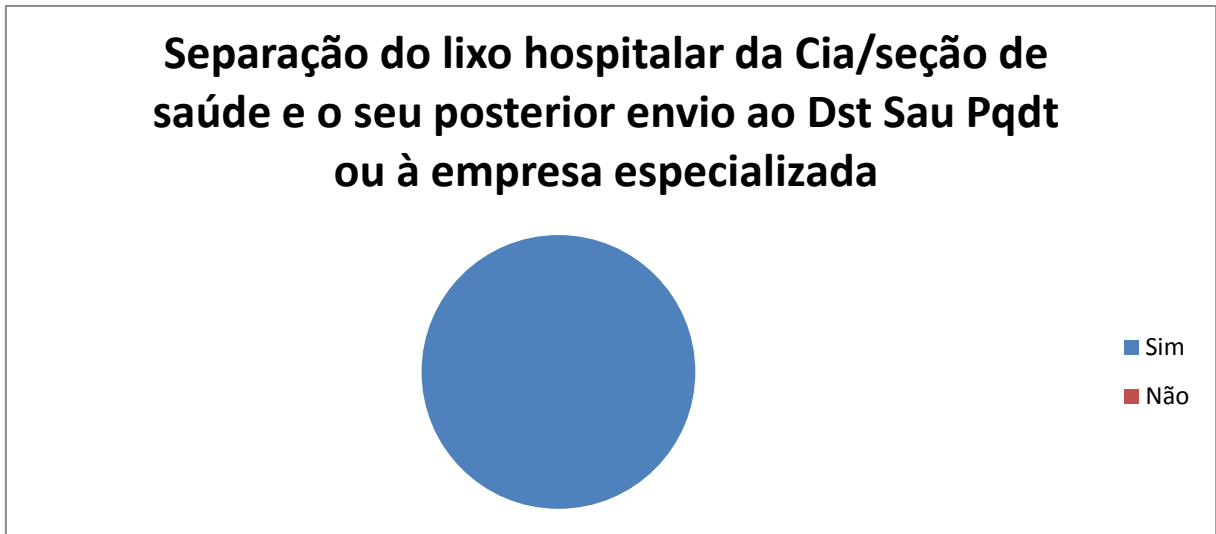 Separação do lixo hospitalar da Cia/seção de
saúde e o seu posterior envio ao Dst Sau Pqdt
ou à empresa especializada
Sim
Não